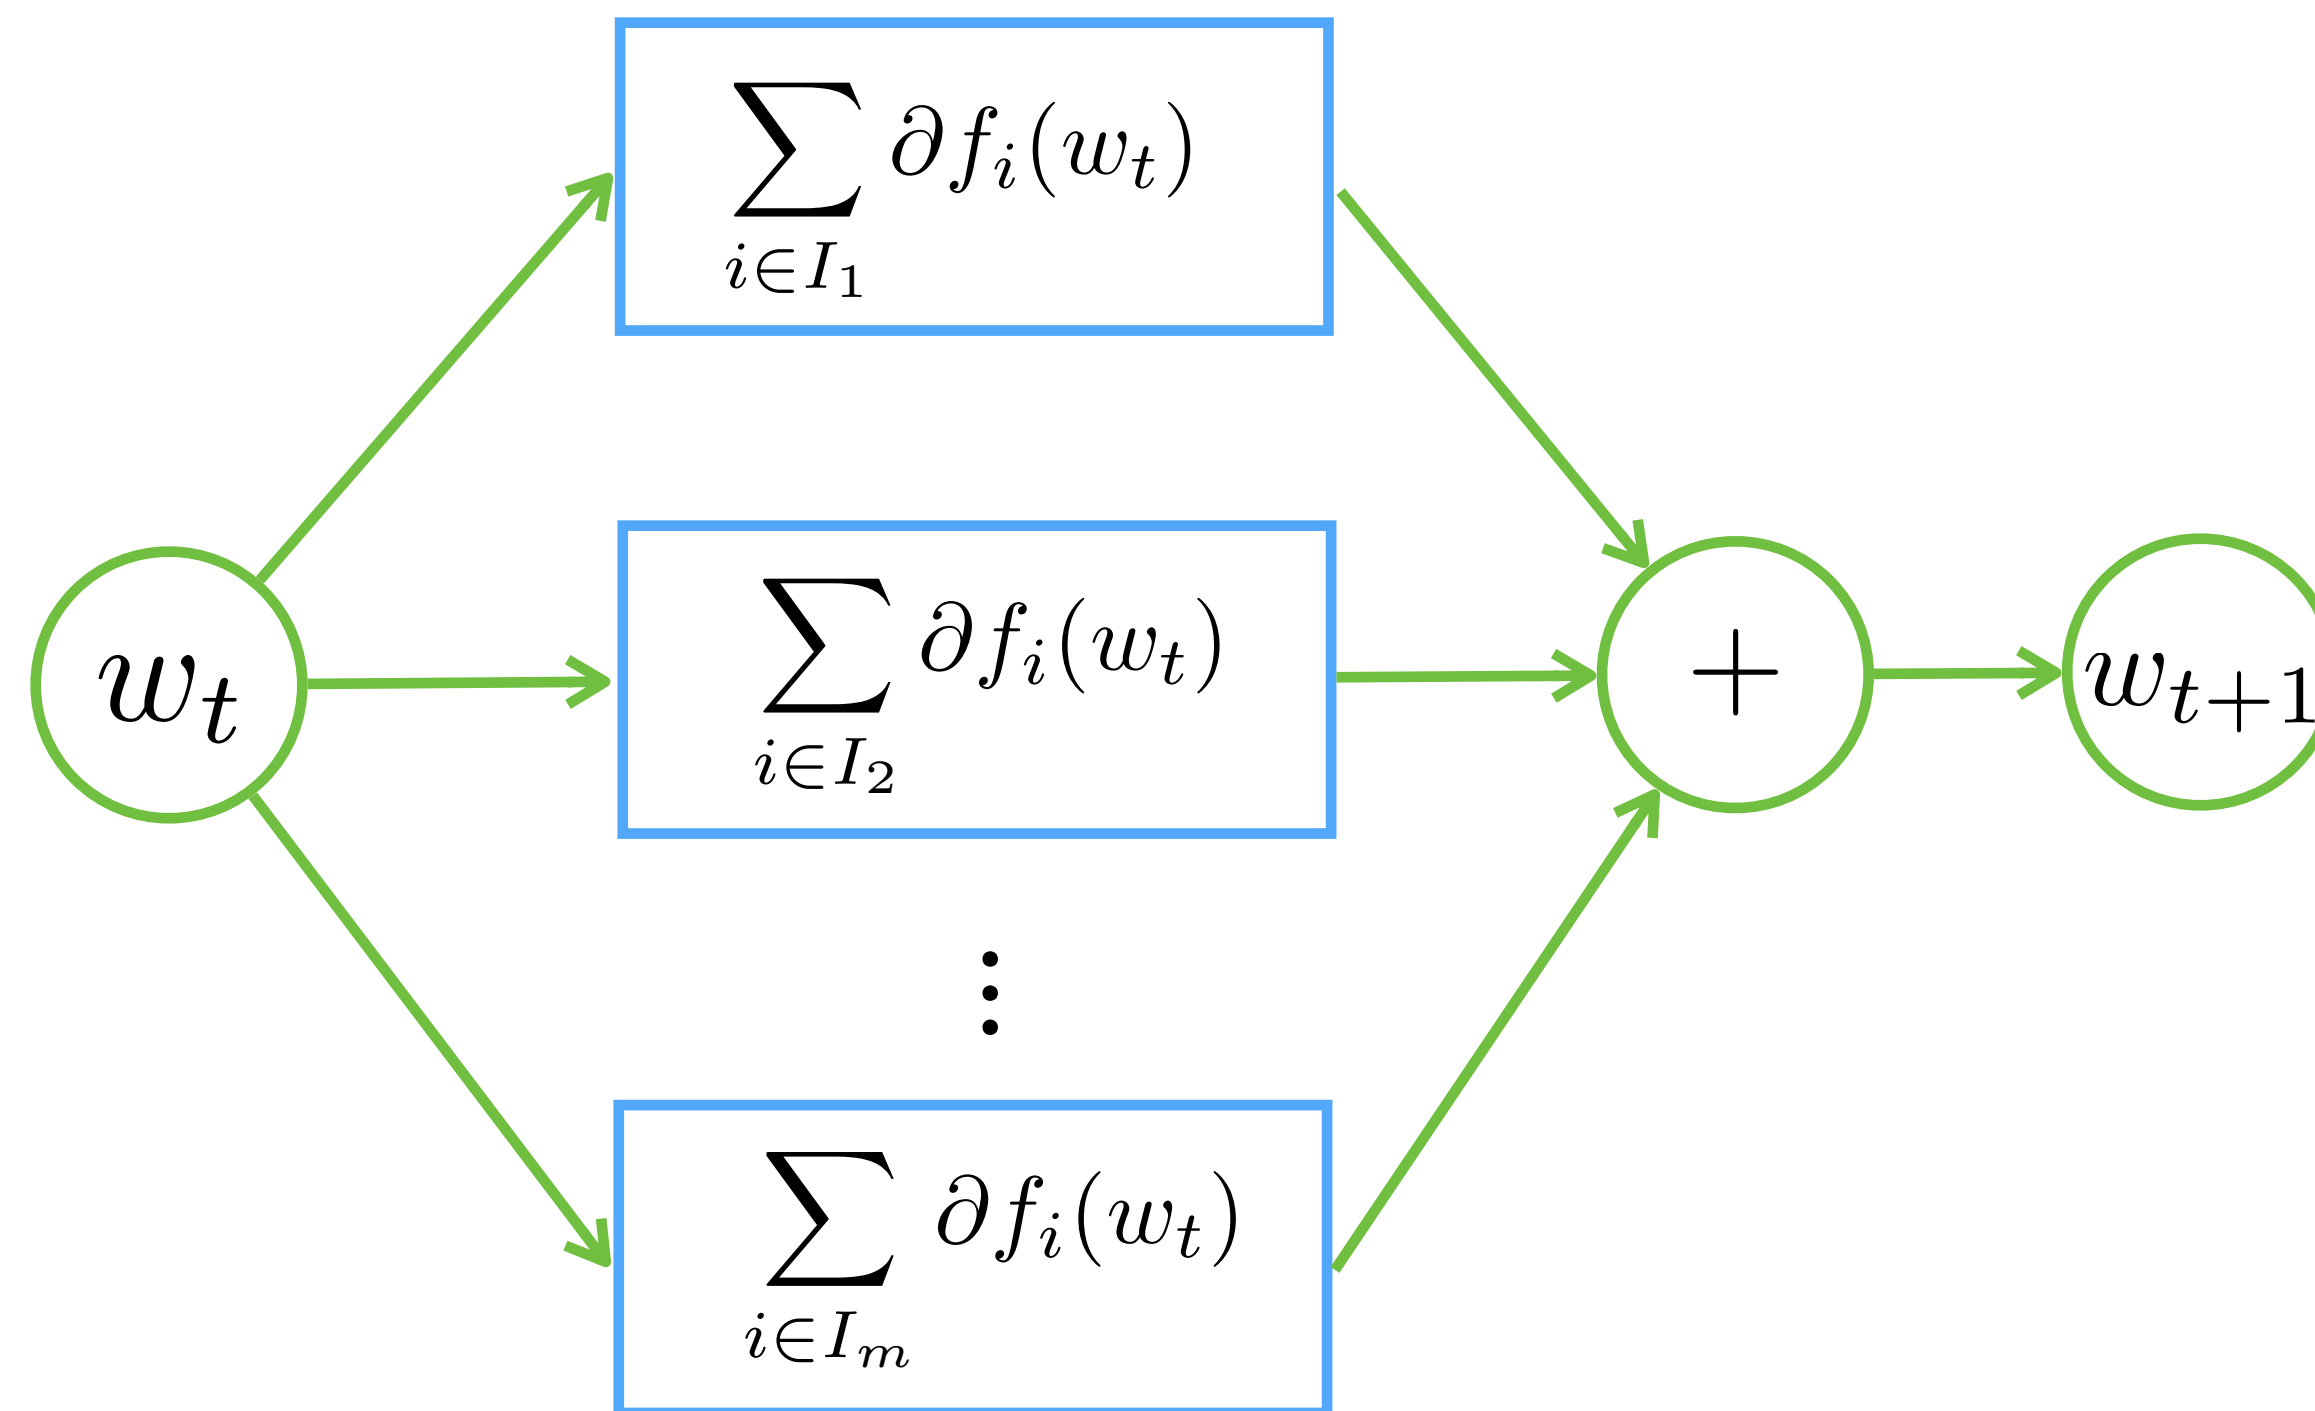 w_t
∑_{i∈I_1} ∂f_i(w_t)
∑_{i∈I_2} ∂f_i(w_t)
⋮
∑_{i∈I_m} ∂f_i(w_t)
+
w_{t+1}